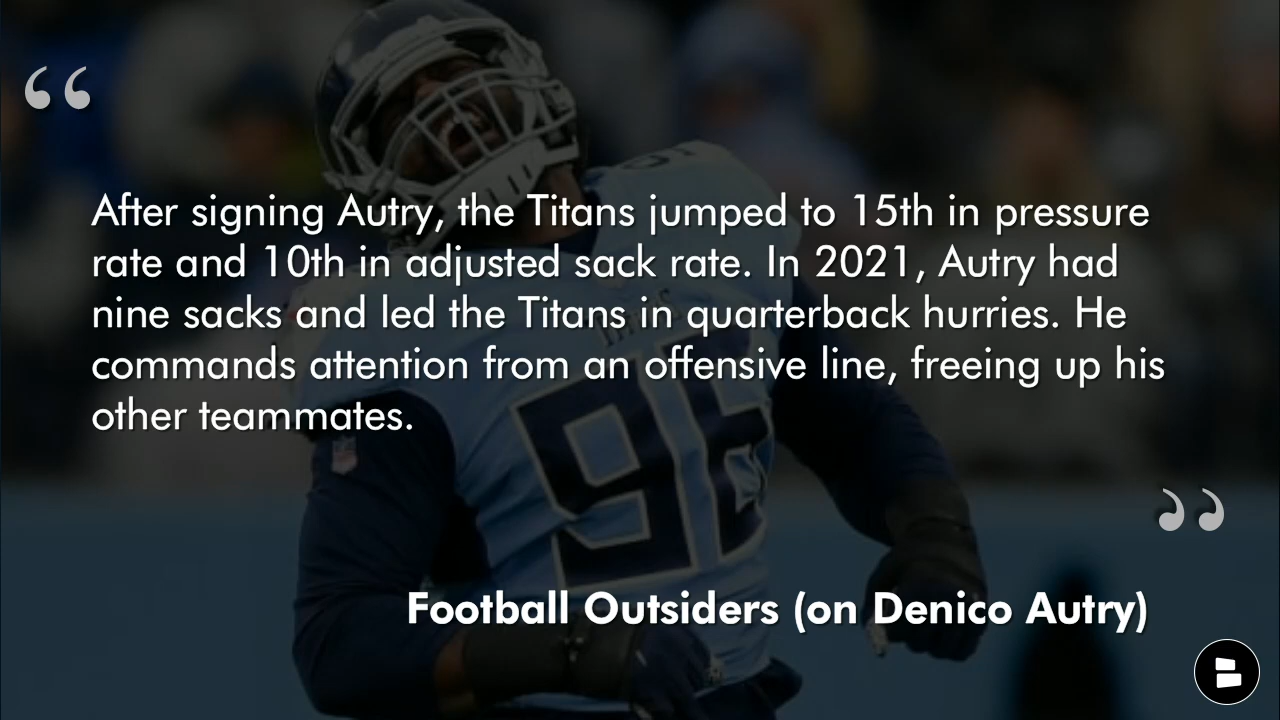 “
After signing Autry, the Titans jumped to 15th in pressure
rate and 10th in adjusted sack rate. In 2021, Autry had
nine sacks and led the Titans in quarterback hurries. He
commands attention from an offensive line, freeing up his
other teammates.
”
Football Outsiders (on Denico Autry)
96